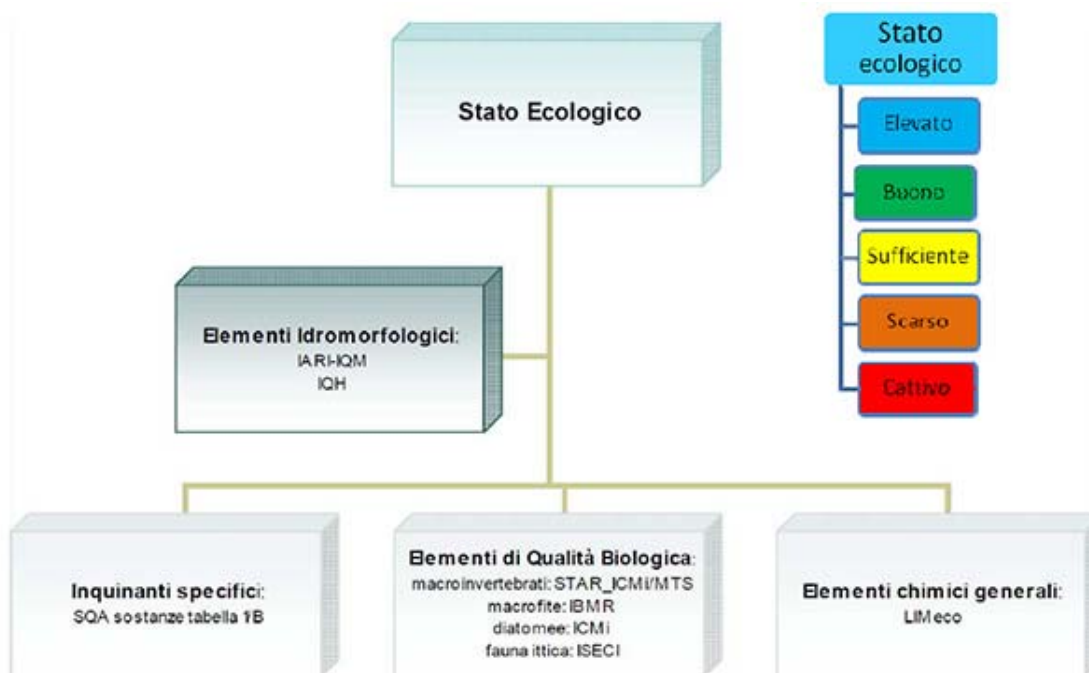 Stato Ecologico
Stato
ecologico
Elevato
Buono
Sufficiente
Scarso
Cattivo
Elementi Idromorfologici:
IARI-IQM
IQH
Inquinanti specifici:
SQA sostanze tabella 1B
Elementi di Qualità Biologica:
macroinvertebrati: STAR_ICMi/MTS
macrofite: IBMR
diatomee: ICMi
fauna ittica: ISECI
Elementi chimici generali:
LIMeco